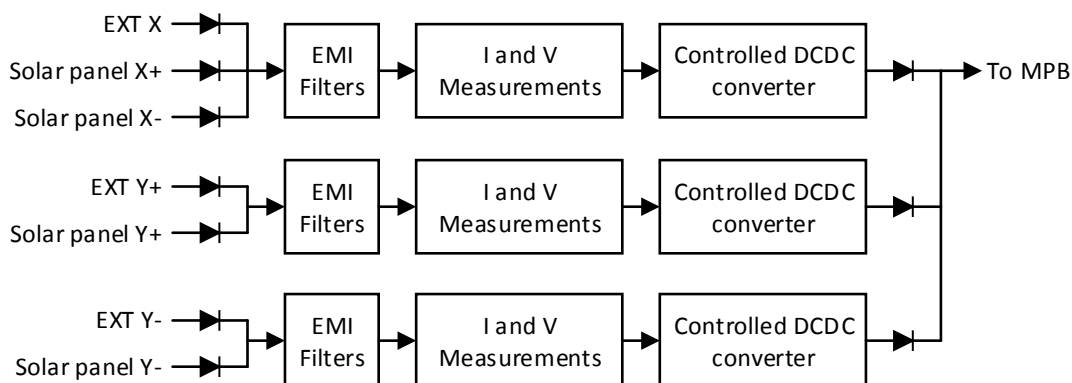 EXT X
Solar panel X+
Solar panel X-
EMI
Filters
I and V
Measurements
Controlled DCDC
converter
To MPB
EXT Y+
Solar panel Y+
EMI
Filters
I and V
Measurements
Controlled DCDC
converter
EXT Y-
Solar panel Y-
EMI
Filters
I and V
Measurements
Controlled DCDC
converter